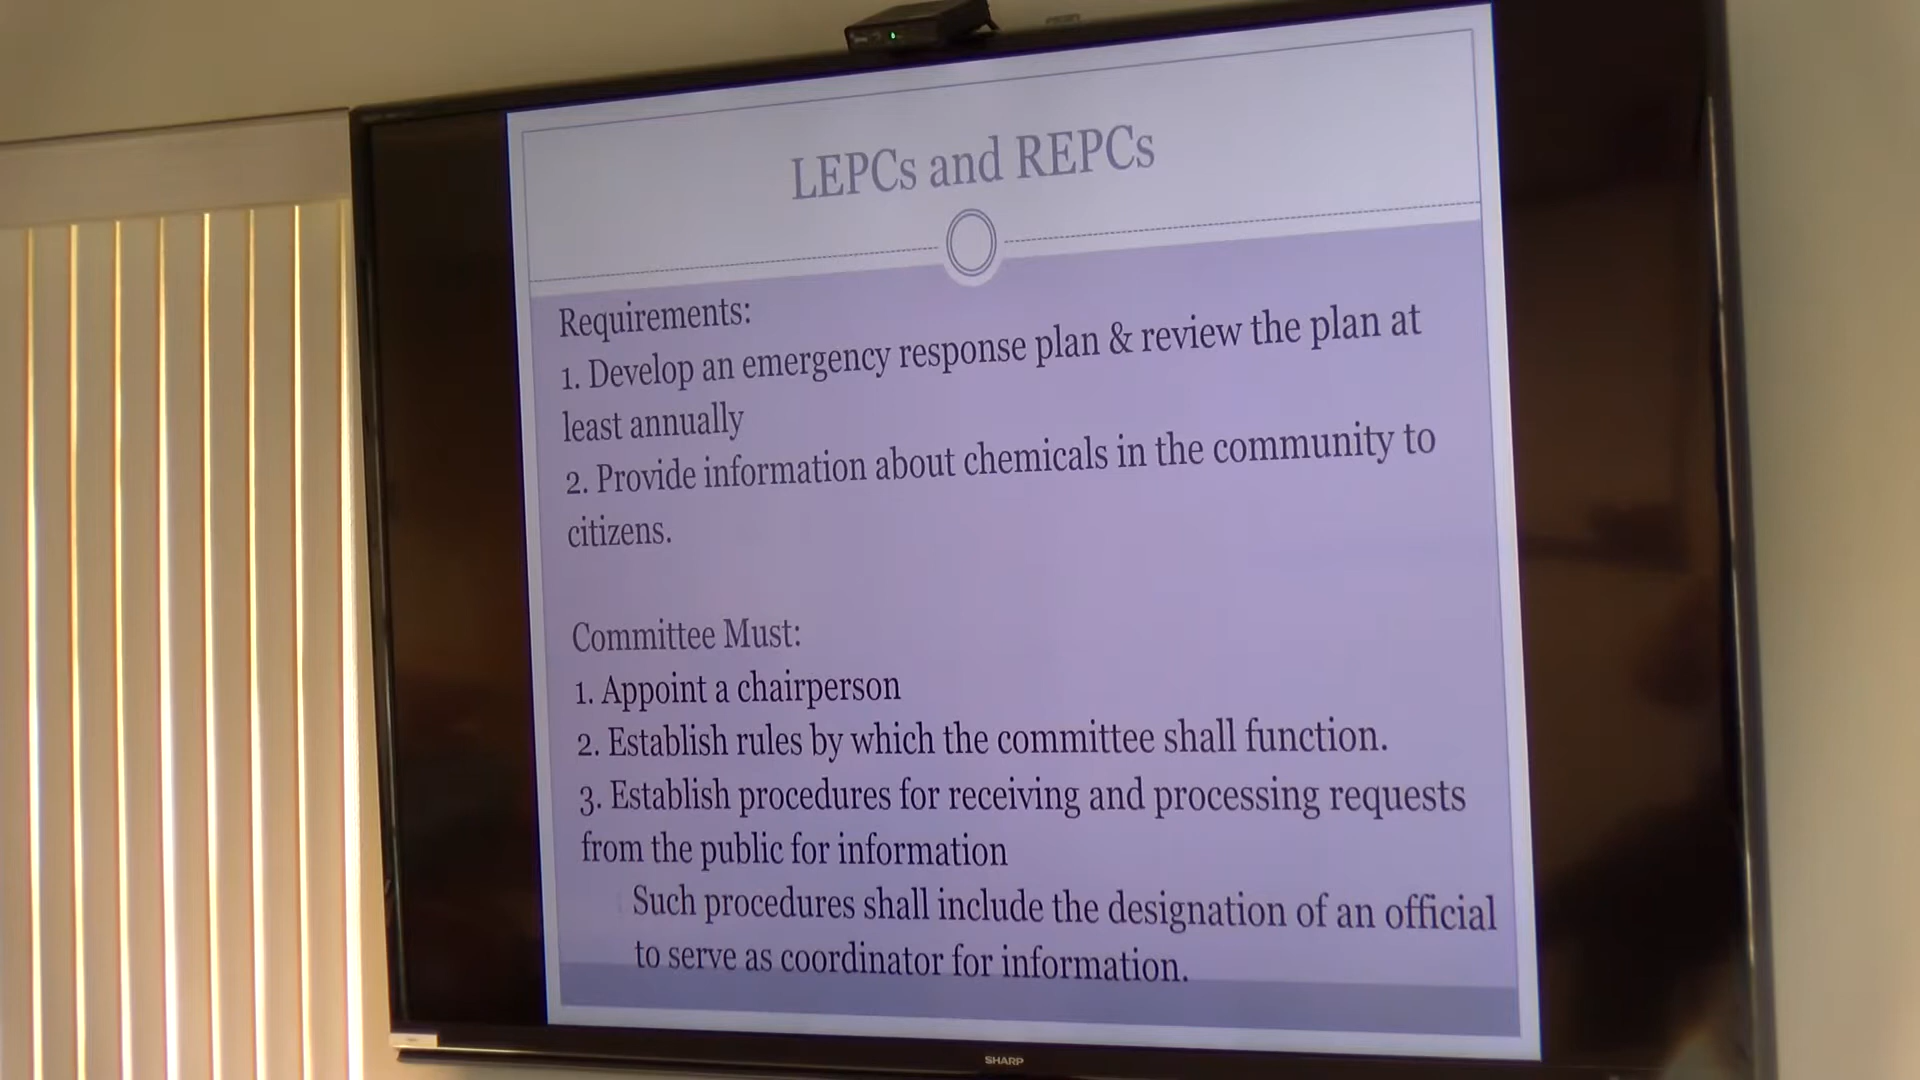 LEPCs and REPCs
Requirements:
1. Develop an emergency response plan & review the plan at
least annually
2. Provide information about chemicals in the community to
citizens.
Committee Must:
1. Appoint a chairperson
2. Establish rules by which the committee shall function.
3. Establish procedures for receiving and processing requests
from the public for information
Such procedures shall include the designation of an official
to serve as coordinator for information.
SHARP